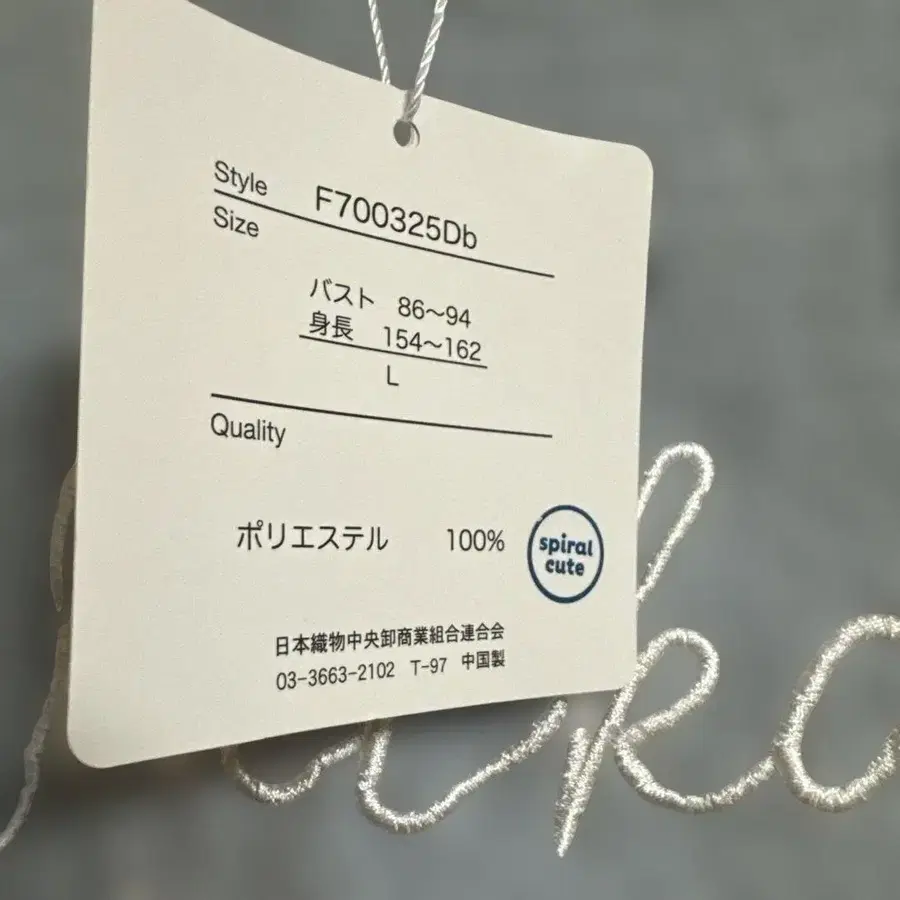 Style F700325Db
Size
バスト 86〜94
身長 154〜162
L
Quality
ポリエステル 100%
spiral
cute
日本織物中央卸商業組合連合会
03-3663-2102 T-97 中国製